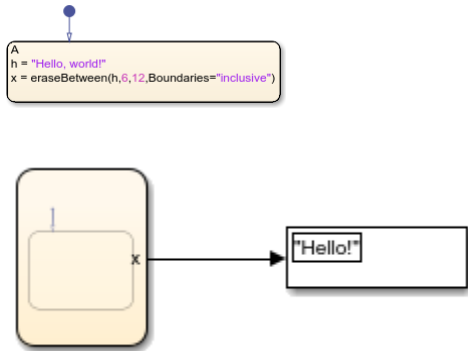 A
h = "Hello, world!"
x = eraseBetween(h,6,12,Boundaries="inclusive")
x
"Hello!"